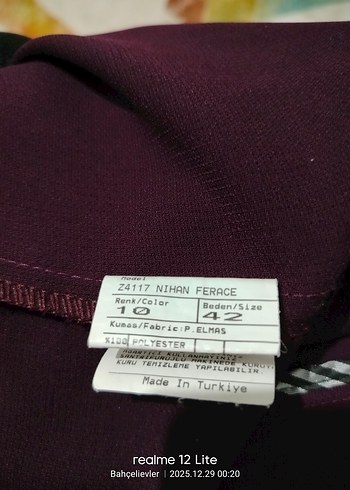 Model
Z4117 NIHAN FERACE
Renk/Color Beden/Size
10 42
Kumas/Fabric:P.ELMAS
%100 POLYESTER
KURU TEMIZLEME YAPILABILIR.
Made In Turkiye
realme 12 Lite
Bahçelievler | 2025.12.29 00:20